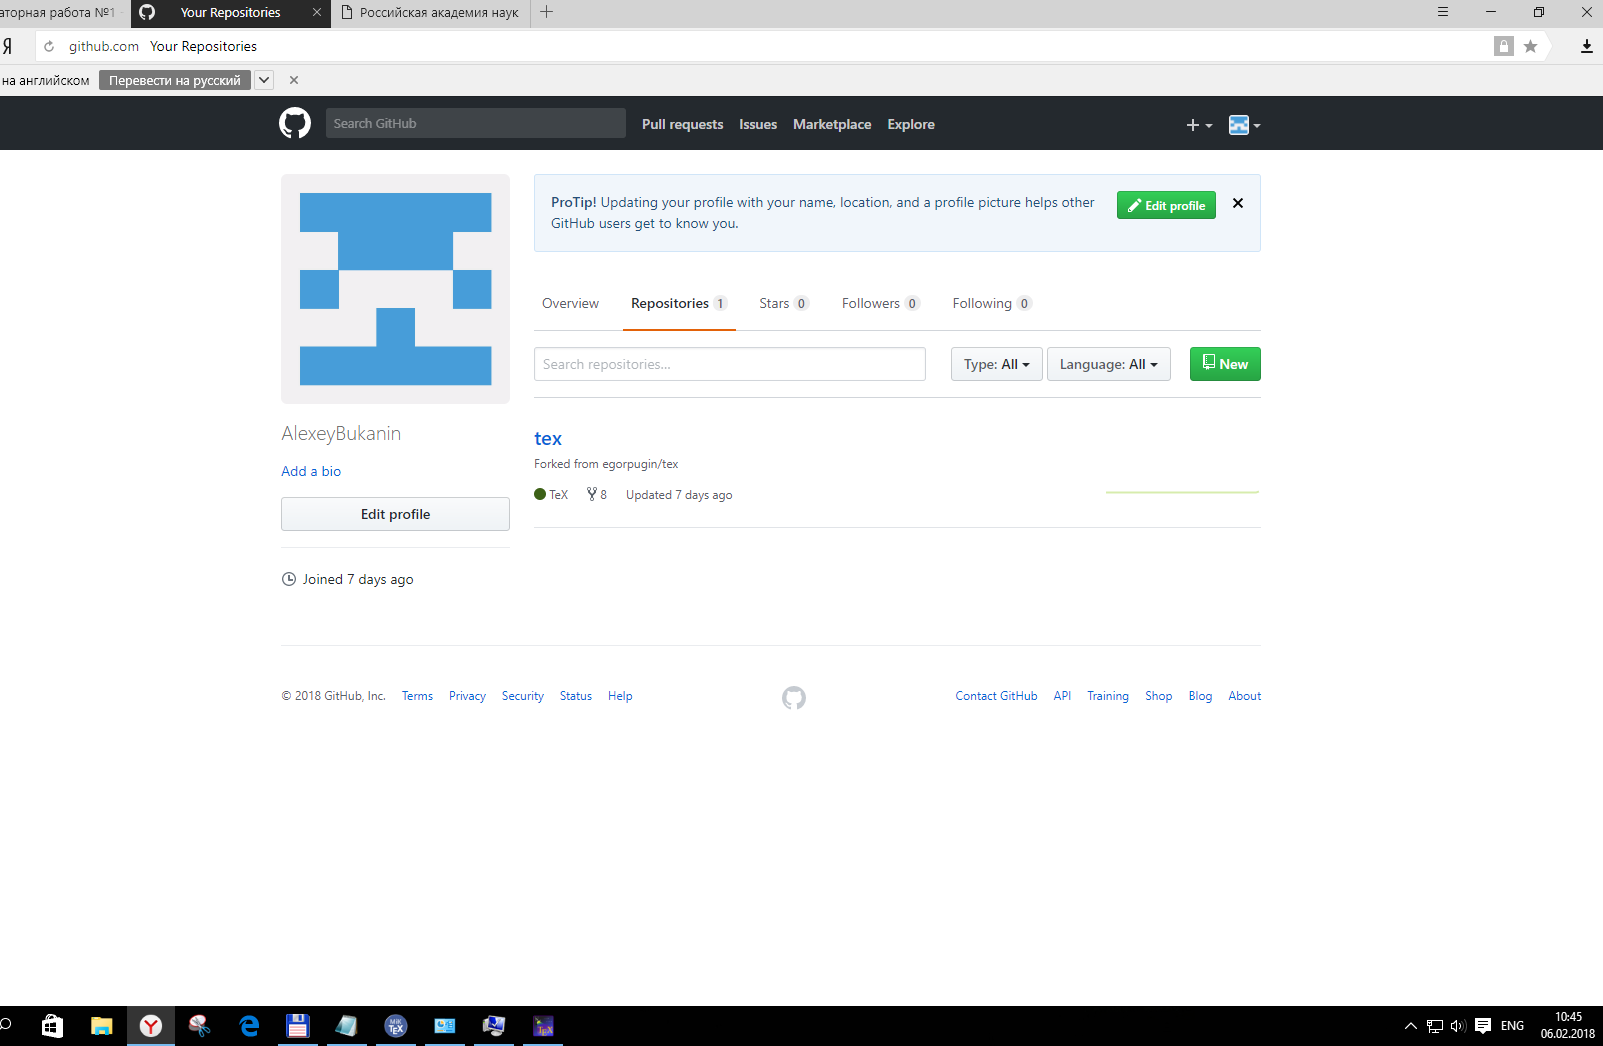 аторная работа №1
Your Repositories
Российская академия наук
Я
github.com Your Repositories
на английском Перевести на русский
Search GitHub
Pull requests Issues Marketplace Explore
ProTip! Updating your profile with your name, location, and a profile picture helps other
GitHub users get to know you.
Edit profile
Overview Repositories 1 Stars 0 Followers 0 Following 0
Search repositories...
Type: All Language: All New
AlexeyBukanin
Add a bio
Edit profile
Joined 7 days ago
tex
Forked from egorpugin/tex
TeX 8 Updated 7 days ago
© 2018 GitHub, Inc. Terms Privacy Security Status Help
Contact GitHub API Training Shop Blog About
MiK
TEX
TEX
ENG
10:45
06.02.2018